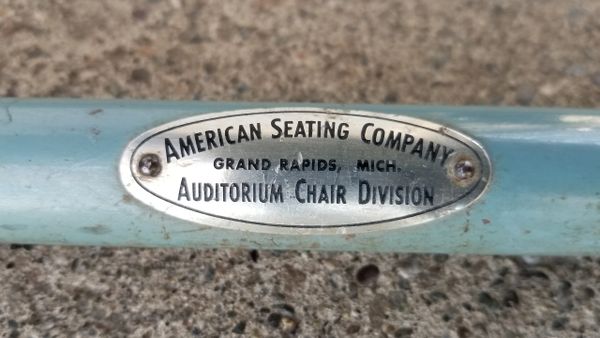 AMERICAN SEATING COMPANY
GRAND RAPIDS, MICH.
AUDITORIUM CHAIR DIVISION